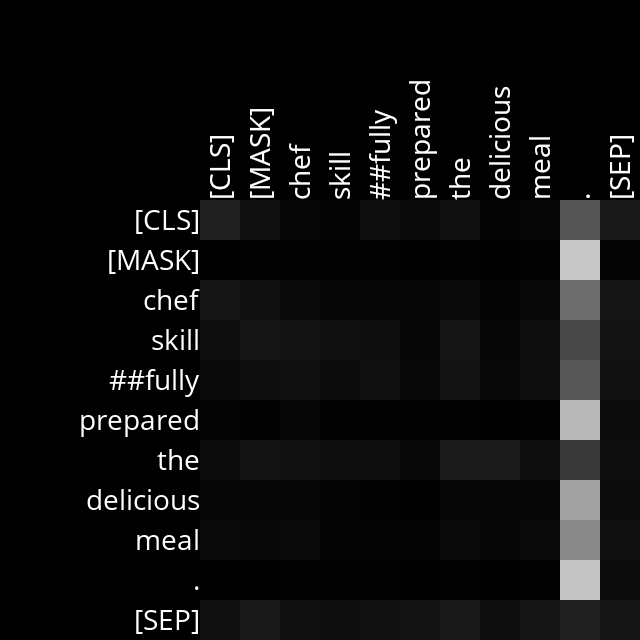 [CLS] [MASK] chef skill ##fully prepared the delicious meal . [SEP]
[CLS]
[MASK]
chef
skill
##fully
prepared
the
delicious
meal
.
[SEP]